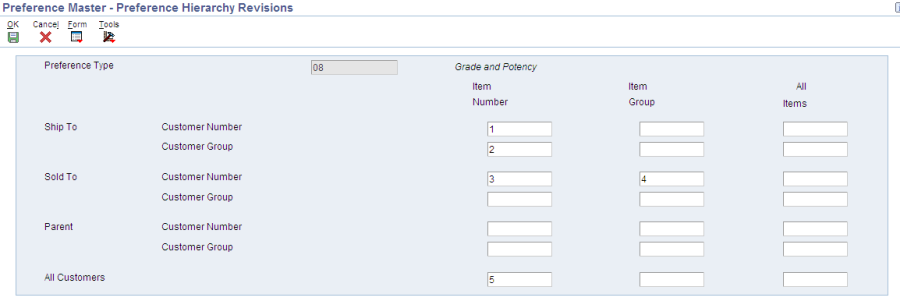 Preference Master - Preference Hierarchy Revisions
OK Cancel Form Tools
Preference Type 08 Grade and Potency
Item Item All
Number Group Items
Ship To Customer Number 1
Customer Group 2
Sold To Customer Number 3 4
Customer Group
Parent Customer Number
Customer Group
All Customers 5